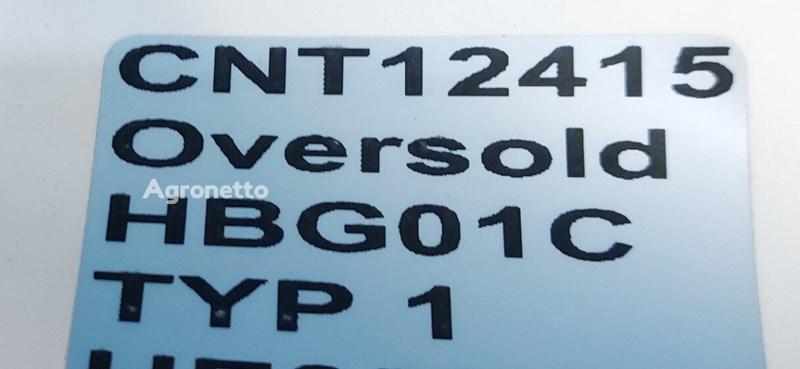 CNT12415
Oversold
Agronetto
HBG01C
TYP 1